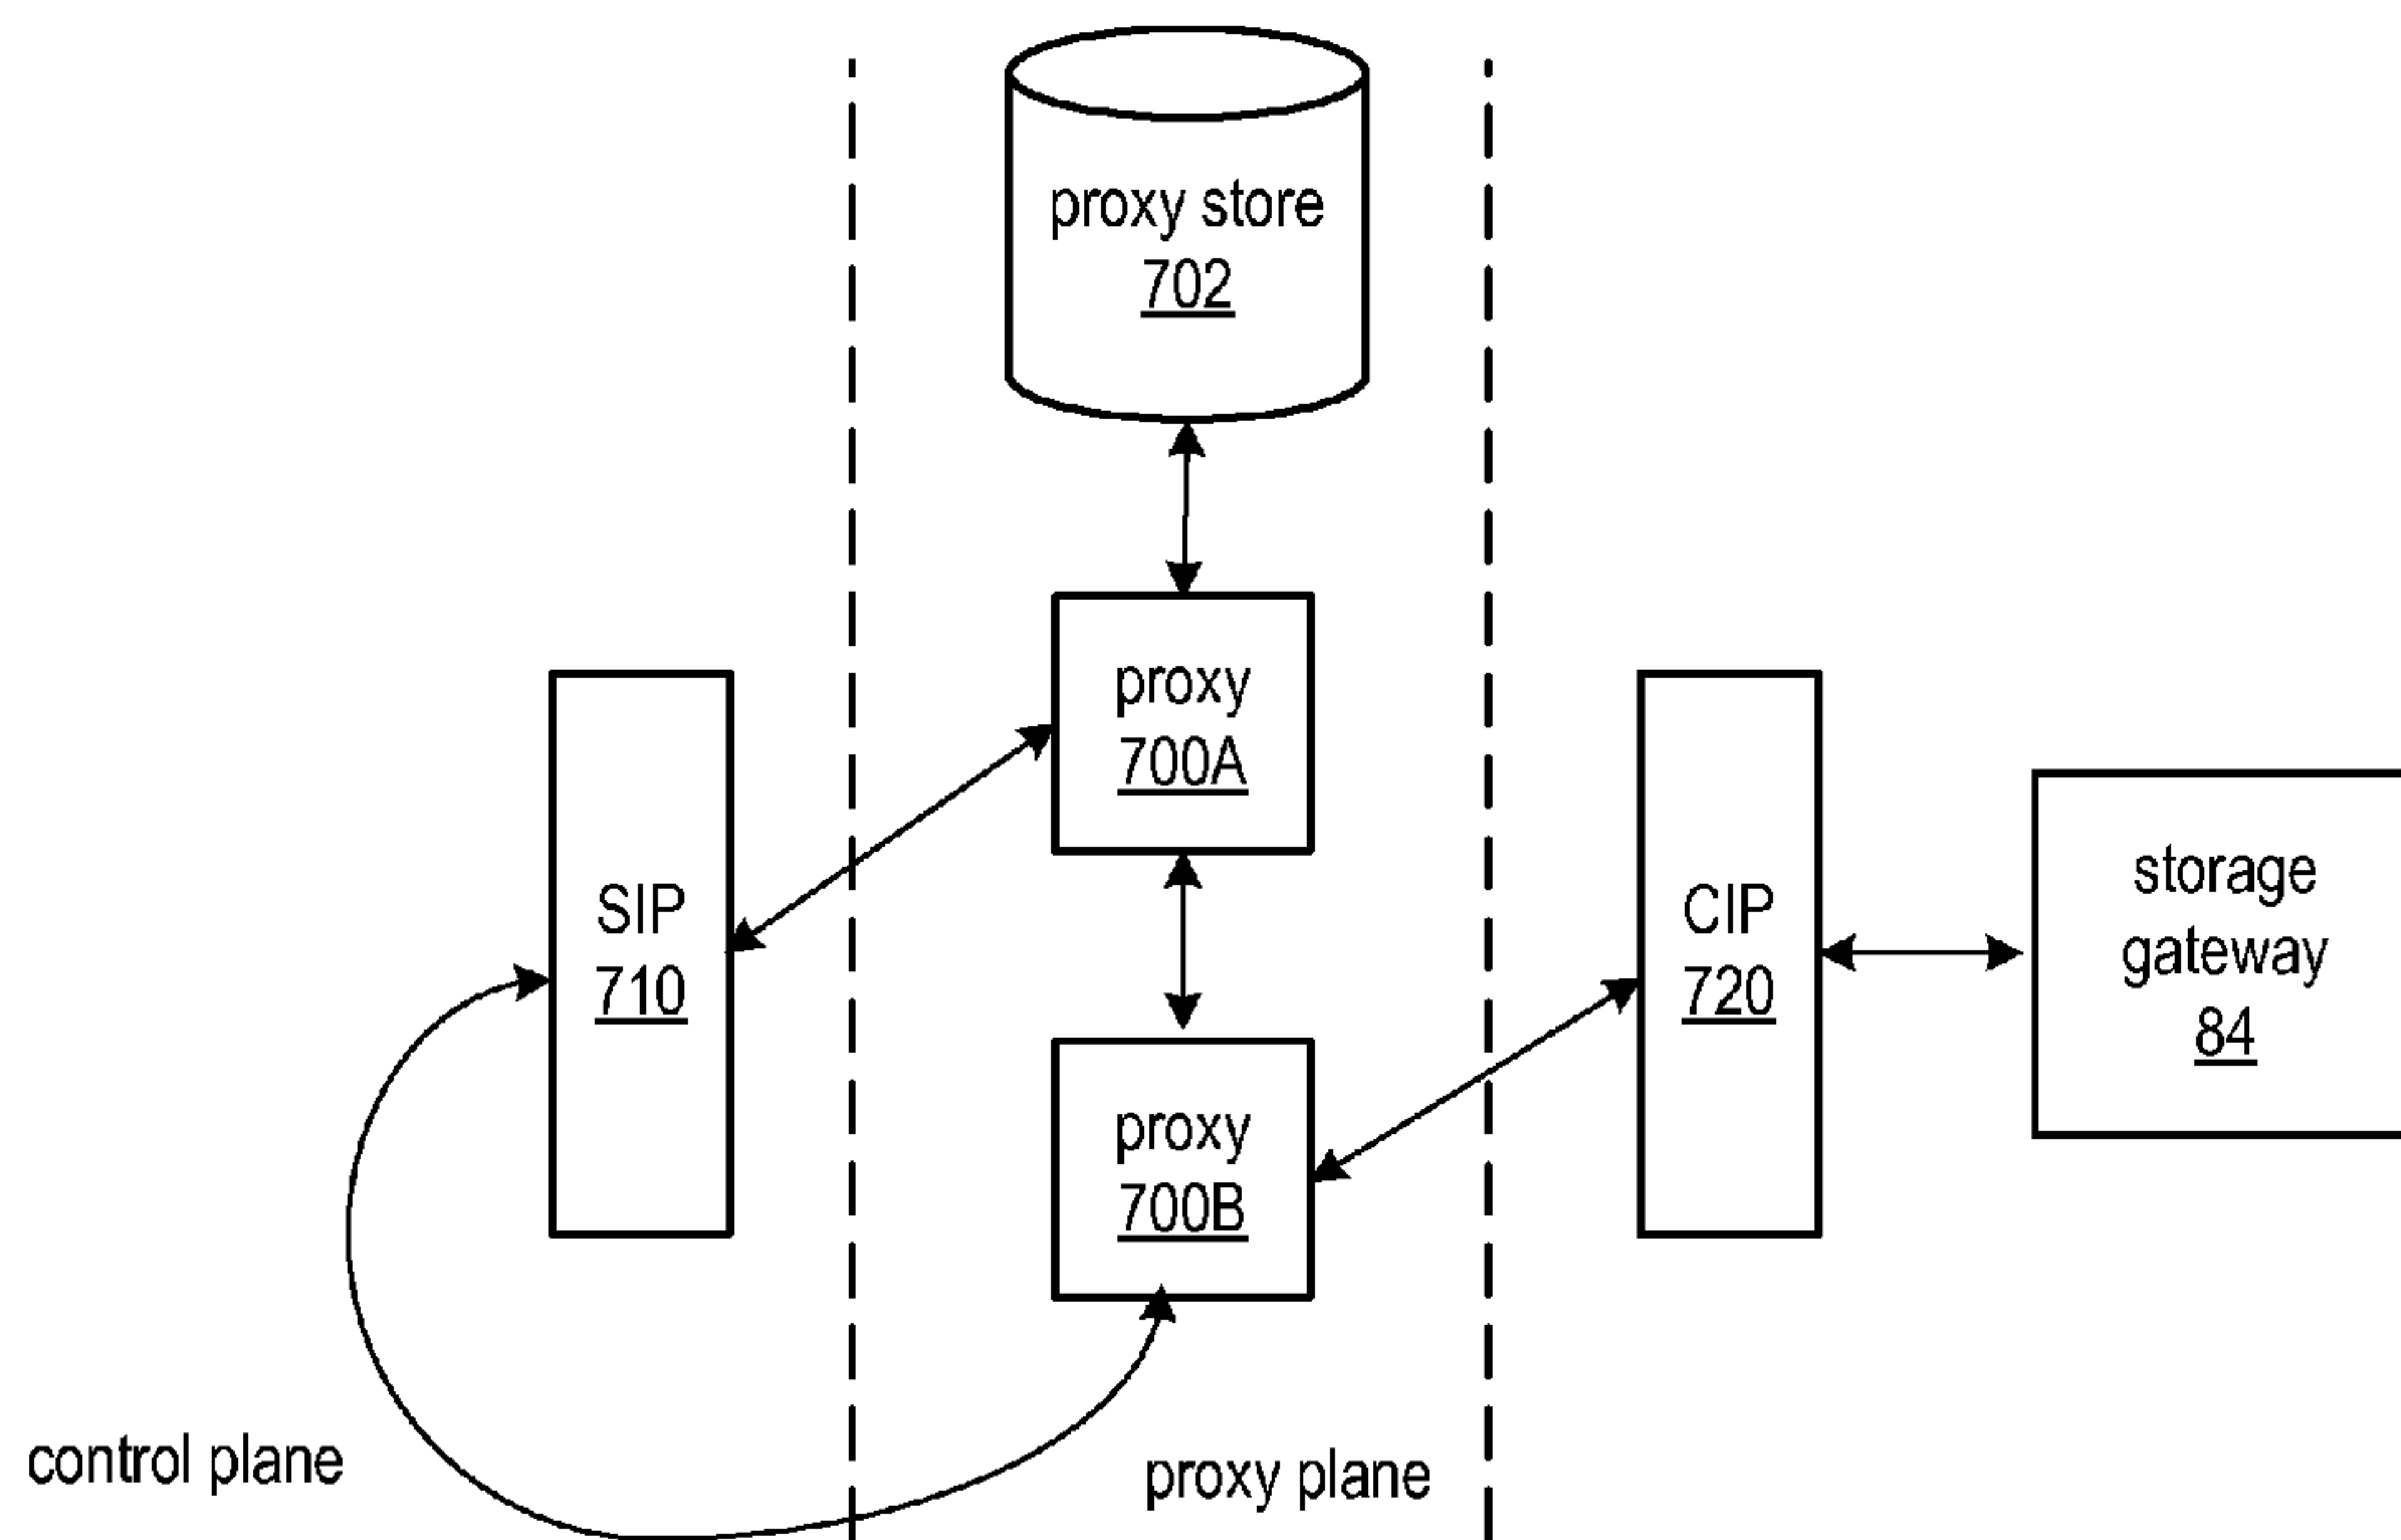 proxy store
702
proxy
700A
SIP
710
CIP
720
storage
gateway
84
proxy
700B
control plane
proxy plane